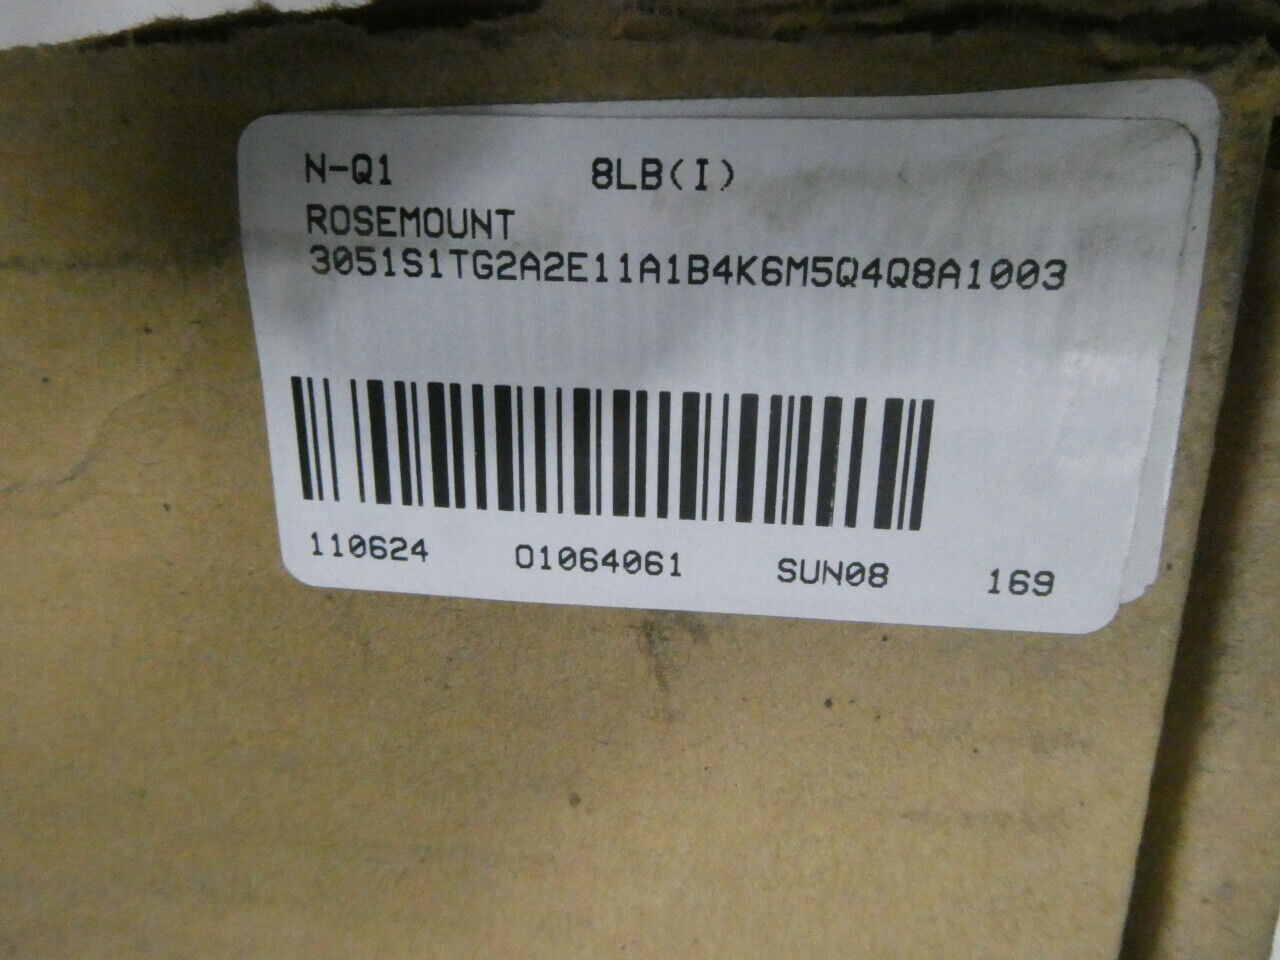 N-Q1 8LB(I)
ROSEMOUNT
3051S1TG2A2E11A1B4K6M5Q4Q8A1003
110624 01064061 SUN08 169